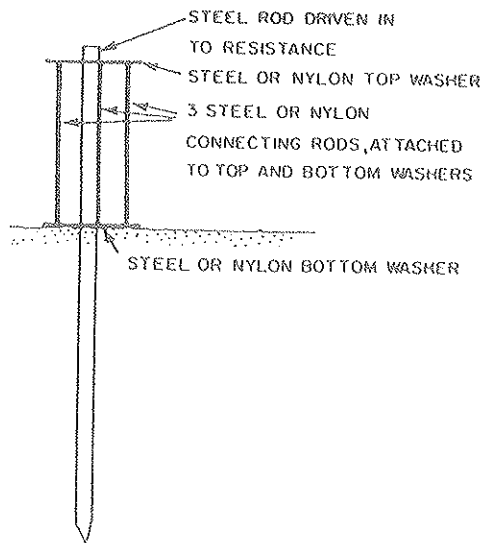 STEEL ROD DRIVEN IN
TO RESISTANCE
STEEL OR NYLON TOP WASHER
3 STEEL OR NYLON
CONNECTING RODS, ATTACHED
TO TOP AND BOTTOM WASHERS
STEEL OR NYLON BOTTOM WASHER